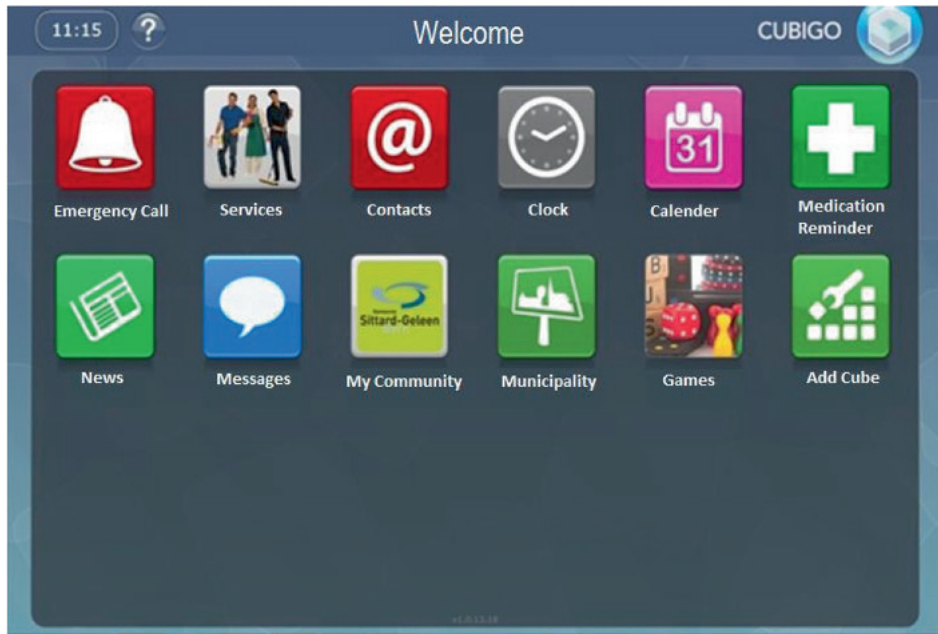 11:15
?
Welcome
CUBIGO
@
31
Emergency Call
Services
Contacts
Clock
Calender
Medication
Reminder
Sittard-Geleen
News
Messages
My Community
Municipality
Games
Add Cube